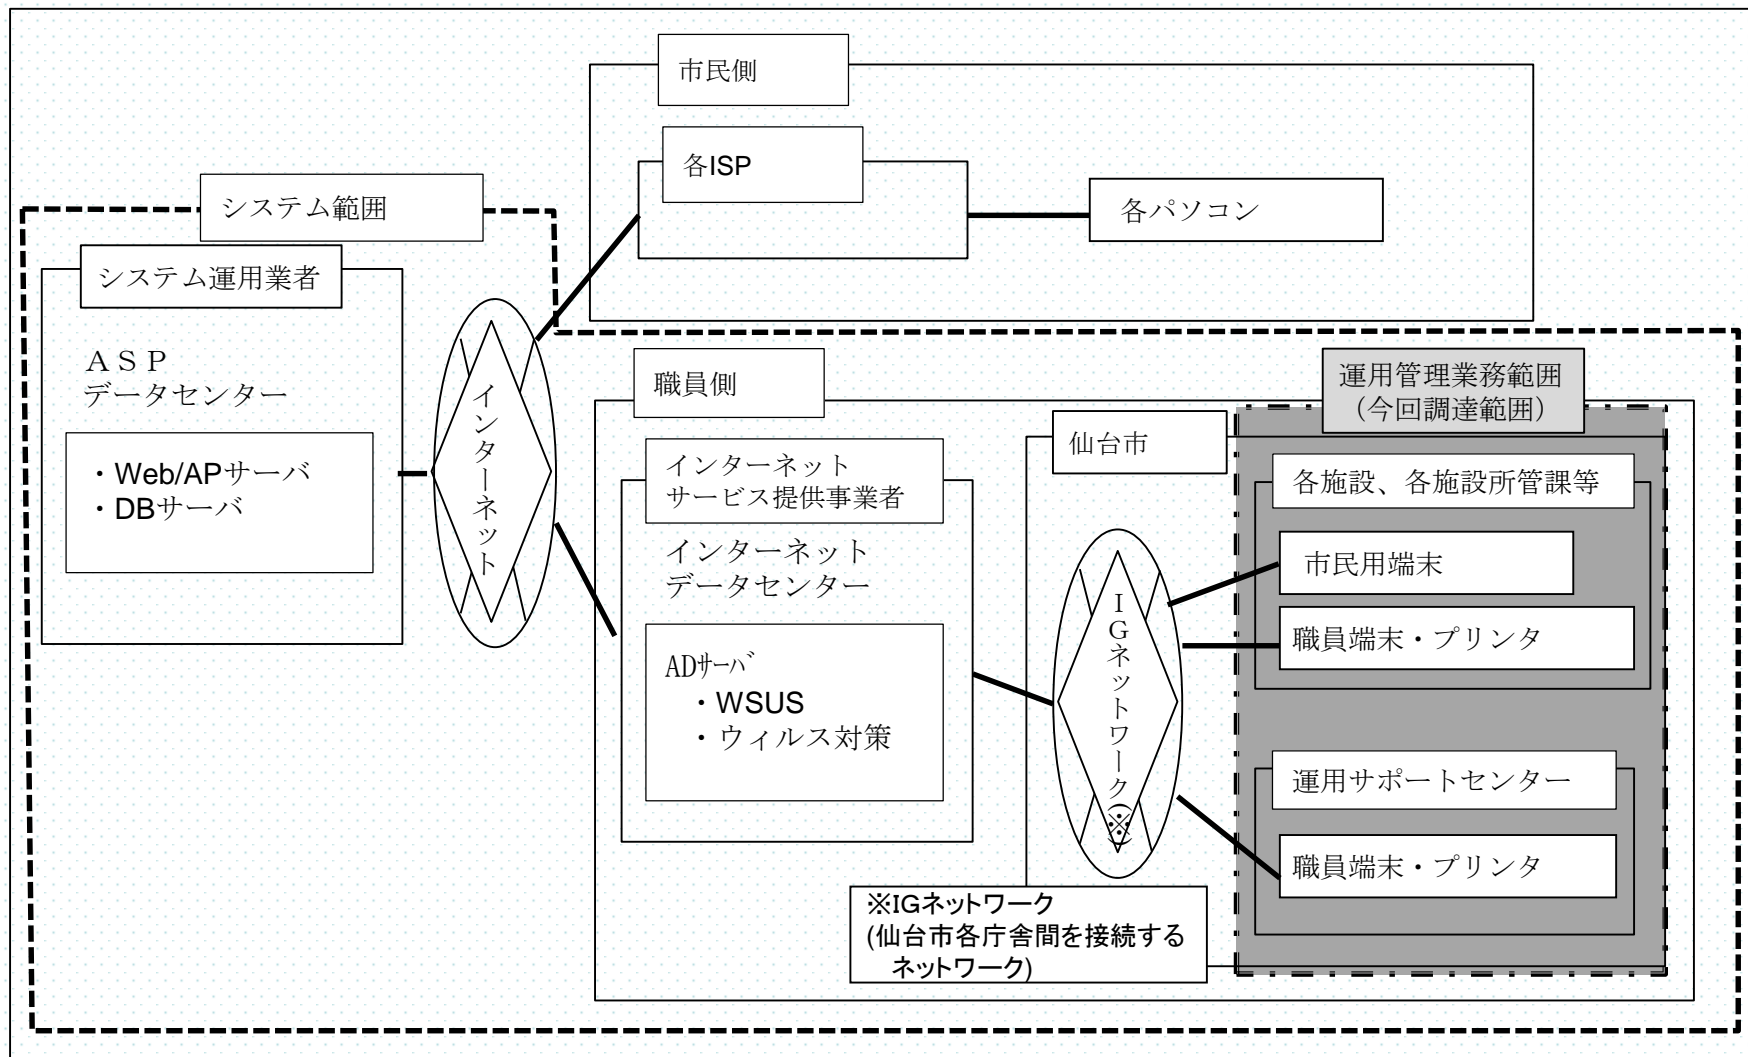 市民側
各ISP
各パソコン
システム範囲
システム運用業者
ＡＳＰ
データセンター
・Web/APサーバ
・DBサーバ
インターネット
職員側
インターネット
サービス提供事業者
インターネット
データセンター
ADｻｰﾊﾞ
・WSUS
・ウィルス対策
仙台市
IGネットワーク(※)
※IGネットワーク
(仙台市各庁舎間を接続する
ネットワーク)
運用管理業務範囲
（今回調達範囲）
各施設、各施設所管課等
市民用端末
職員端末・プリンタ
運用サポートセンター
職員端末・プリンタ